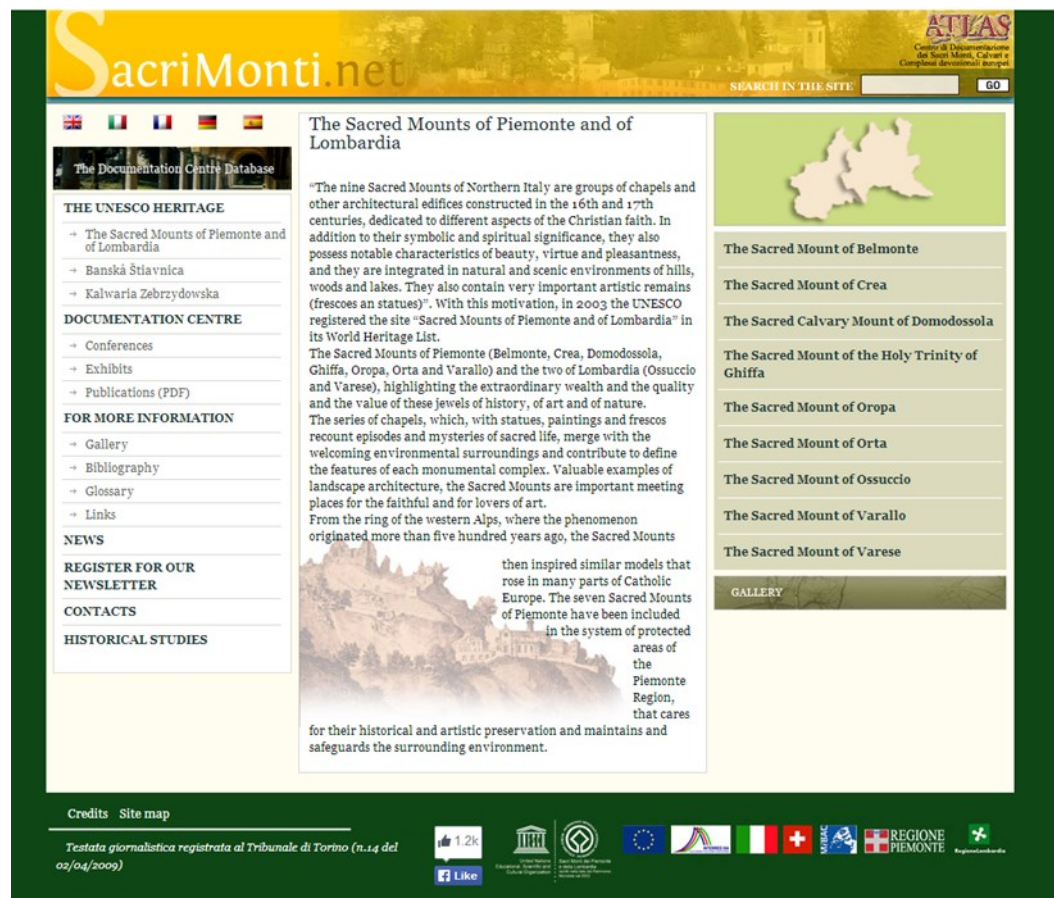 SacriMonti.net
ATLAS
Centro di Documentazione
dei Sacri Monti, Calvari e
Complessi devozionali europei
SEARCH IN THE SITE
GO
The Documentation Centre Database
THE UNESCO HERITAGE
→ The Sacred Mounts of Piemonte and
of Lombardia
→ Banská Štiavnica
→ Kalwaria Zebrzydowska
DOCUMENTATION CENTRE
→ Conferences
→ Exhibits
→ Publications (PDF)
FOR MORE INFORMATION
→ Gallery
→ Bibliography
→ Glossary
→ Links
NEWS
REGISTER FOR OUR
NEWSLETTER
CONTACTS
HISTORICAL STUDIES
The Sacred Mounts of Piemonte and of
Lombardia
“The nine Sacred Mounts of Northern Italy are groups of chapels and
other architectural edifices constructed in the 16th and 17th
centuries, dedicated to different aspects of the Christian faith. In
addition to their symbolic and spiritual significance, they also
possess notable characteristics of beauty, virtue and pleasantness,
and they are integrated in natural and scenic environments of hills,
woods and lakes. They also contain very important artistic remains
(frescoes an statues)”. With this motivation, in 2003 the UNESCO
registered the site “Sacred Mounts of Piemonte and of Lombardia” in
its World Heritage List.
The Sacred Mounts of Piemonte (Belmonte, Crea, Domodossola,
Ghiffa, Oropa, Orta and Varallo) and the two of Lombardia (Ossuccio
and Varese), highlighting the extraordinary wealth and the quality
and the value of these jewels of history, of art and of nature.
The series of chapels, which, with statues, paintings and frescos
recount episodes and mysteries of sacred life, merge with the
welcoming environmental surroundings and contribute to define
the features of each monumental complex. Valuable examples of
landscape architecture, the Sacred Mounts are important meeting
places for the faithful and for lovers of art.
From the ring of the western Alps, where the phenomenon
originated more than five hundred years ago, the Sacred Mounts
then inspired similar models that
rose in many parts of Catholic
Europe. The seven Sacred Mounts
of Piemonte have been included
in the system of protected
areas of
the
Piemonte
Region,
that cares
for their historical and artistic preservation and maintains and
safeguards the surrounding environment.
The Sacred Mount of Belmonte
The Sacred Mount of Crea
The Sacred Calvary Mount of Domodossola
The Sacred Mount of the Holy Trinity of
Ghiffa
The Sacred Mount of Oropa
The Sacred Mount of Orta
The Sacred Mount of Ossuccio
The Sacred Mount of Varallo
The Sacred Mount of Varese
GALLERY
Credits Site map
Testata giornalistica registrata al Tribunale di Torino (n.14 del
02/04/2009)
1.2k
Like
United Nations
Educational, Scientific and
Cultural Organization
Sacri Monti del Piemonte
e della Lombardia
MiBAC
REGIONE
PIEMONTE
RegioneLombardia